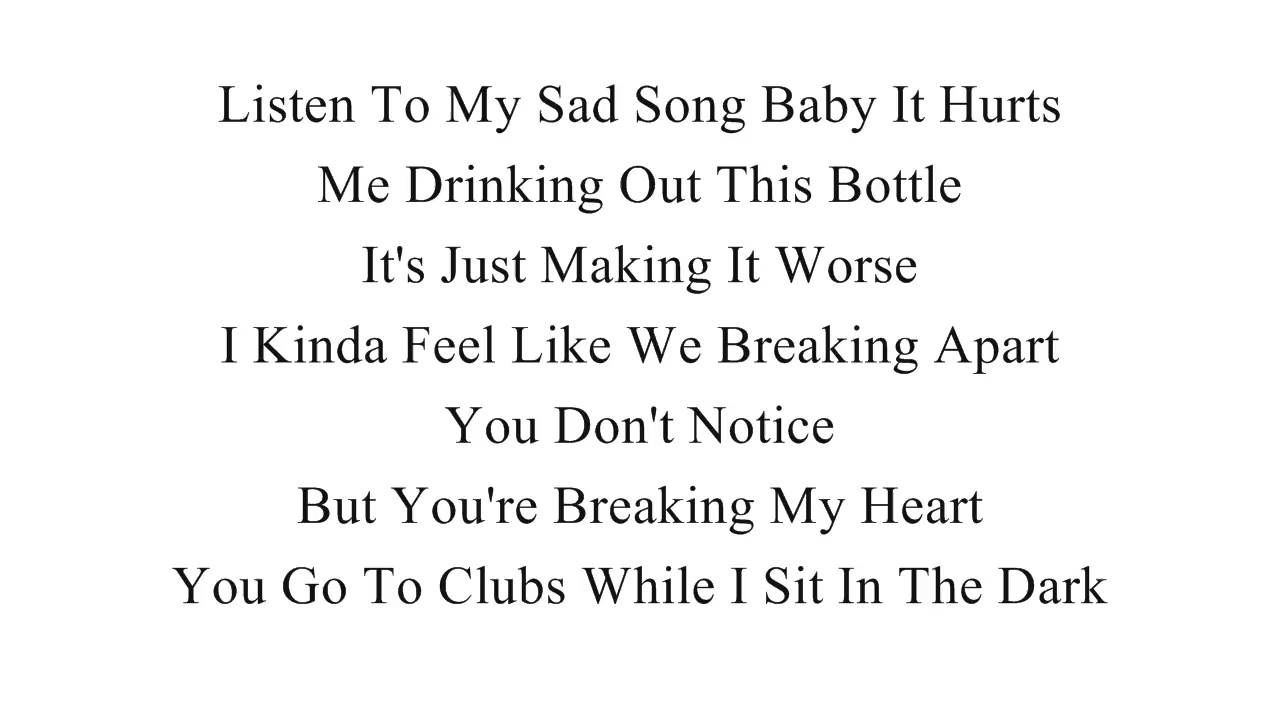 Listen To My Sad Song Baby It Hurts
Me Drinking Out This Bottle
It's Just Making It Worse
I Kinda Feel Like We Breaking Apart
You Don't Notice
But You're Breaking My Heart
You Go To Clubs While I Sit In The Dark